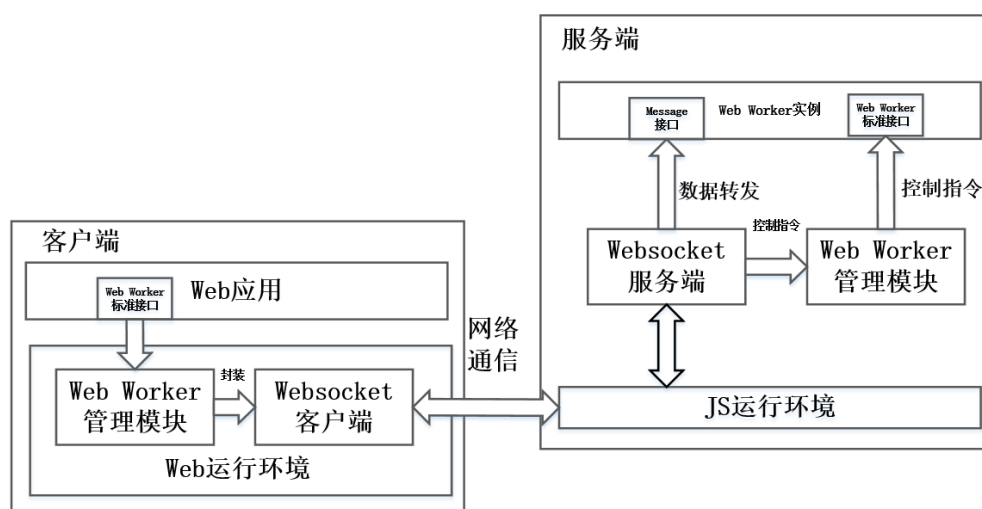 服务端
Message
接口
Web Worker实例
Web Worker
标准接口
数据转发
控制指令
Websocket
服务端
控制指令
Web Worker
管理模块
JS运行环境
客户端
Web Worker
标准接口
Web应用
网络
通信
Web Worker
管理模块
封装
Websocket
客户端
Web运行环境